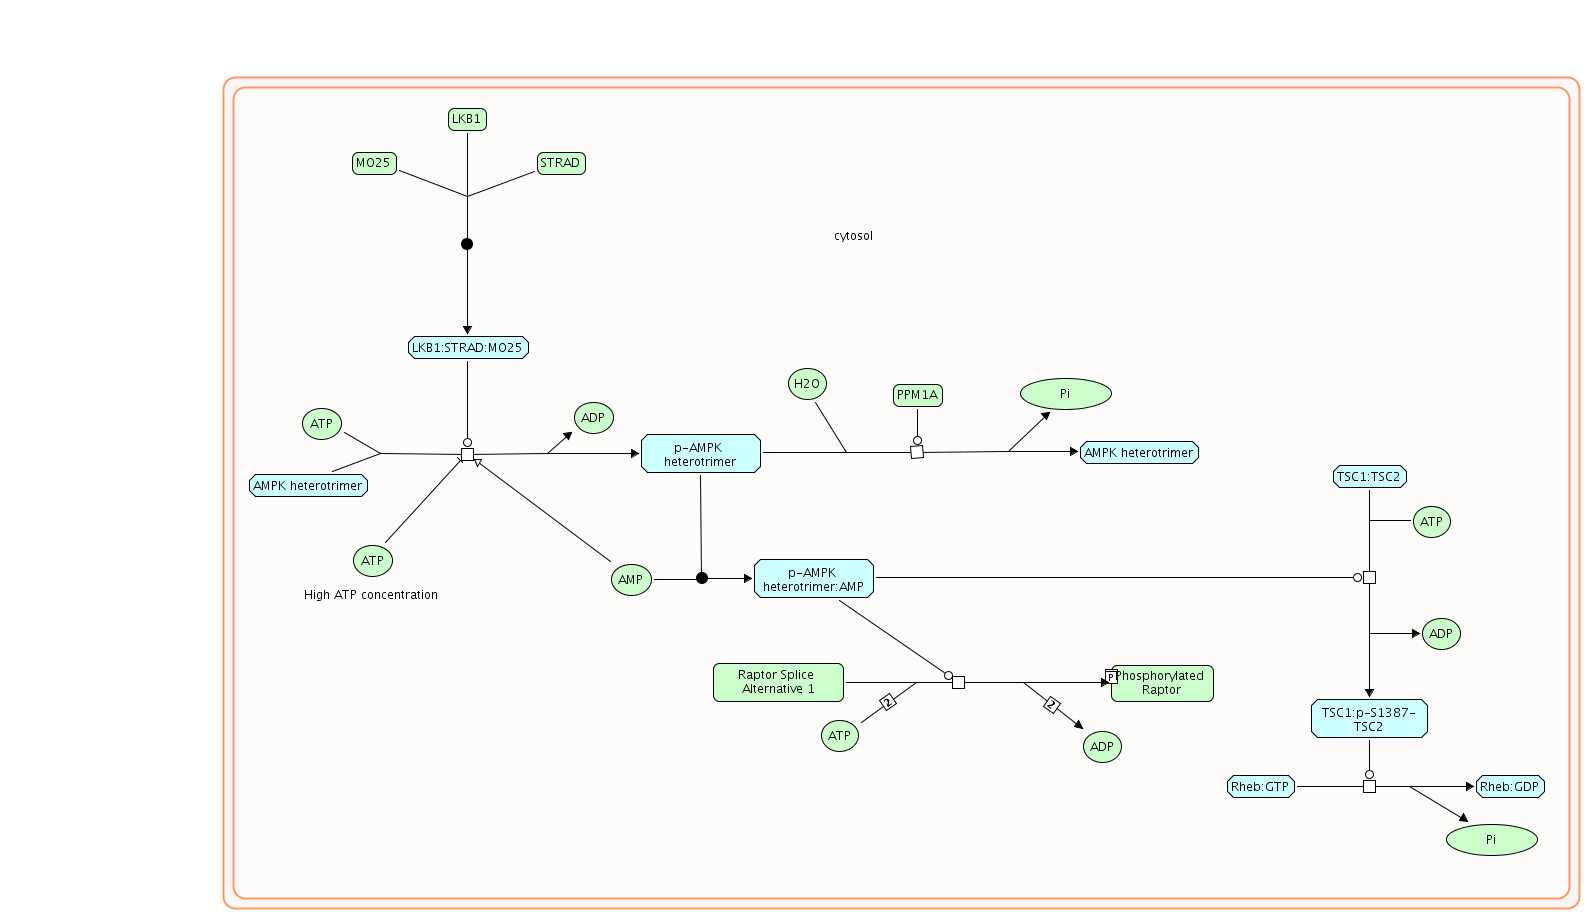 LKB1
MO25
STRAD
cytosol
LKB1:STRAD:MO25
H2O
PPM1A
Pi
ATP
ADP
p-AMPK
heterotrimer
AMPK heterotrimer
AMPK heterotrimer
TSC1:TSC2
ATP
ATP
High ATP concentration
AMP
p-AMPK
heterotrimer:AMP
ADP
Raptor Splice
Alternative 1
P
Phosphorylated
Raptor
2
2
ATP
ADP
TSC1:p-S1387-
TSC2
Rheb:GTP
Rheb:GDP
Pi